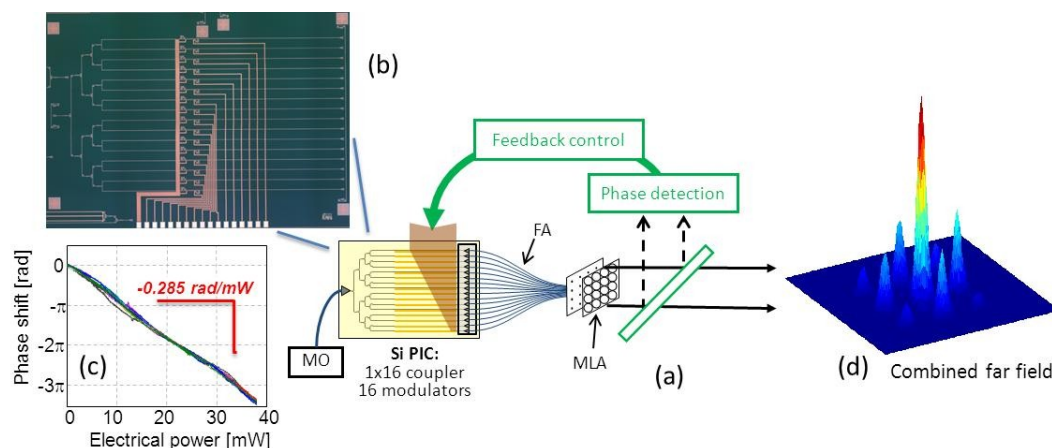 (b)
Feedback control
Phase detection
FA
0
-π
-2π
-3π
Phase shift [rad]
-0.285 rad/mW
(c)
0 10 20 30 40
Electrical power [mW]
MO
Si PIC:
1x16 coupler
16 modulators
MLA
(a)
(d)
Combined far field